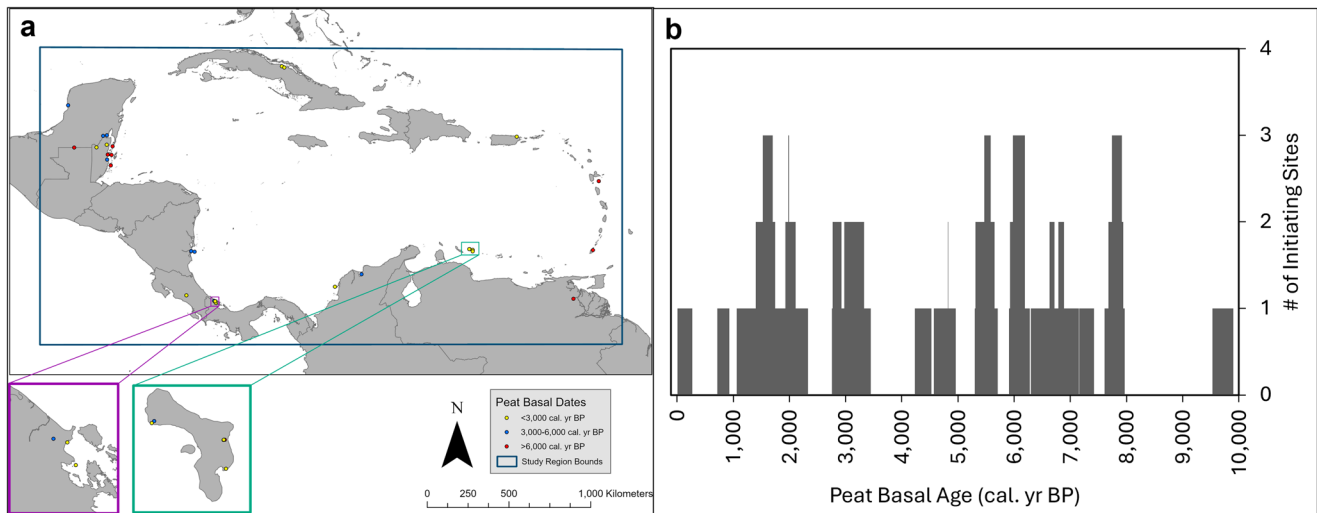 a
N
Peat Basal Dates
<3,000 cal. yr BP
3,000-6,000 cal. yr BP
>6,000 cal. yr BP
Study Region Bounds
0 250 500 1,000 Kilometers
b
4
3
2
1
0
# of Initiating Sites
0
1,000
2,000
3,000
4,000
5,000
6,000
7,000
8,000
9,000
10,000
Peat Basal Age (cal. yr BP)